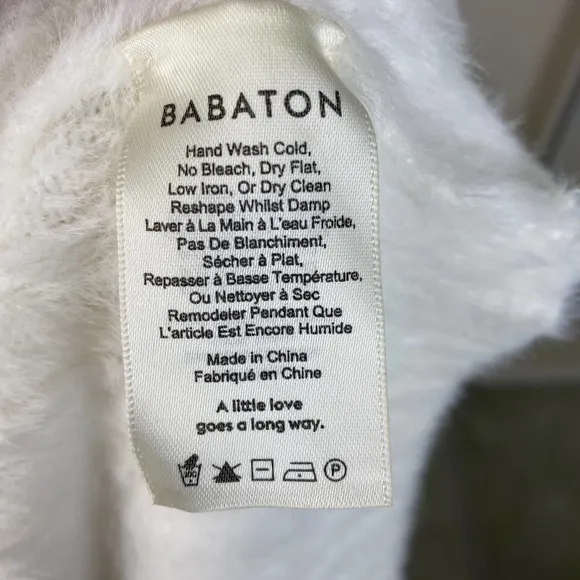 BABATON
Hand Wash Cold,
No Bleach, Dry Flat,
Low Iron, Or Dry Clean
Reshape Whilst Damp
Laver à La Main à L'eau Froide,
Pas De Blanchiment,
Sécher à Plat,
Repasser à Basse Température,
Ou Nettoyer à Sec
Remodeler Pendant Que
L'article Est Encore Humide
Made in China
Fabriqué en Chine
A little love
goes a long way.
P